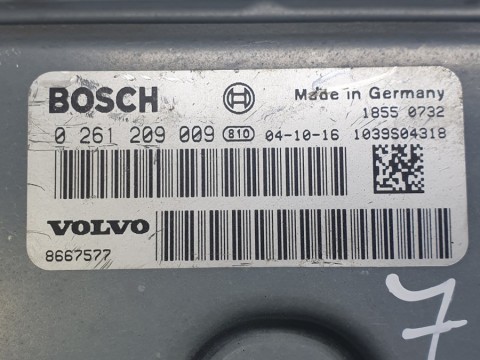 BOSCH Made in Germany
1855 0732
0 261 209 009 810 04-10-16 1039S04318
VOLVO
8667577
7